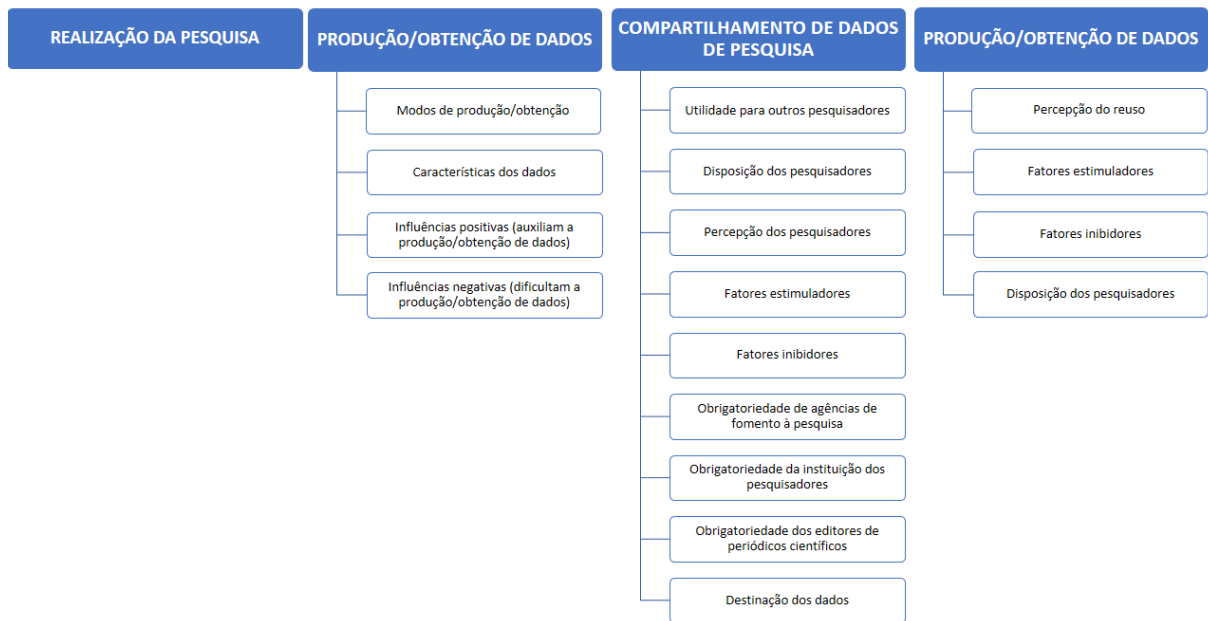 REALIZAÇÃO DA PESQUISA
PRODUÇÃO/OBTENÇÃO DE DADOS
Modos de produção/obtenção
Características dos dados
Influências positivas (auxiliam a
produção/obtenção de dados)
Influências negativas (dificultam a
produção/obtenção de dados)
COMPARTILHAMENTO DE DADOS
DE PESQUISA
Utilidade para outros pesquisadores
Disposição dos pesquisadores
Percepção dos pesquisadores
Fatores estimuladores
Fatores inibidores
Obrigatoriedade de agências de
fomento à pesquisa
Obrigatoriedade da instituição dos
pesquisadores
Obrigatoriedade dos editores de
periódicos científicos
Destinação dos dados
PRODUÇÃO/OBTENÇÃO DE DADOS
Percepção do reuso
Fatores estimuladores
Fatores inibidores
Disposição dos pesquisadores